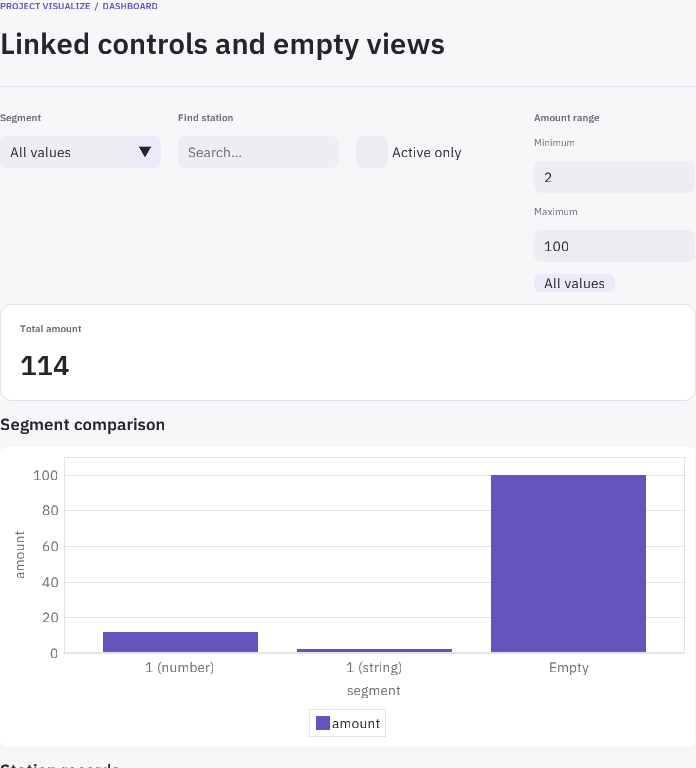 PROJECT VISUALIZE / DASHBOARD
Linked controls and empty views
Segment
Find station
Amount range
All values ▼
Search...
Active only
Minimum
2
Maximum
100
All values
Total amount
114
Segment comparison
100
80
60
40
20
0
amount
1 (number)
1 (string)
Empty
segment
amount
Station records